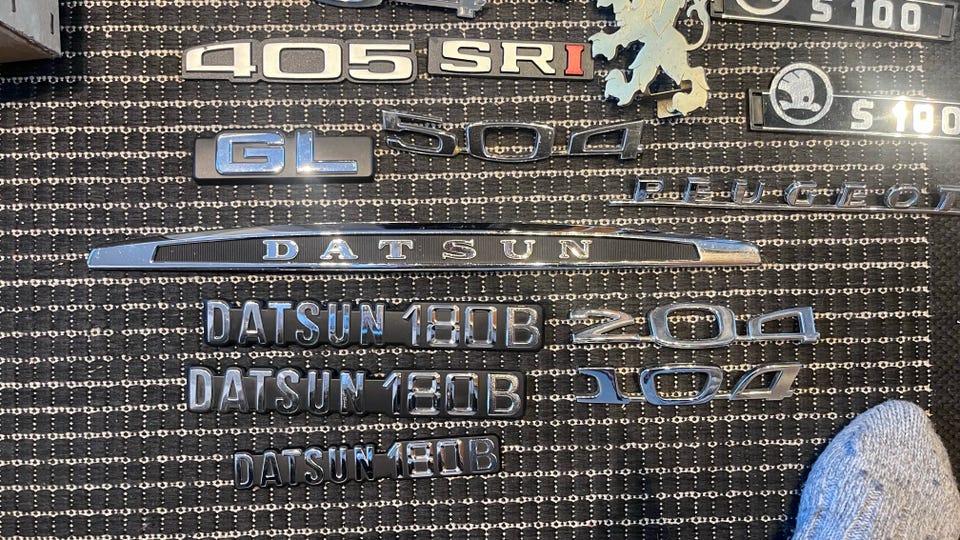 S 100
405 SRI
S 100
GL 504
PEUGEOT
DATSUN
DATSUN 180B
204
DATSUN 180B
104
DATSUN 180B